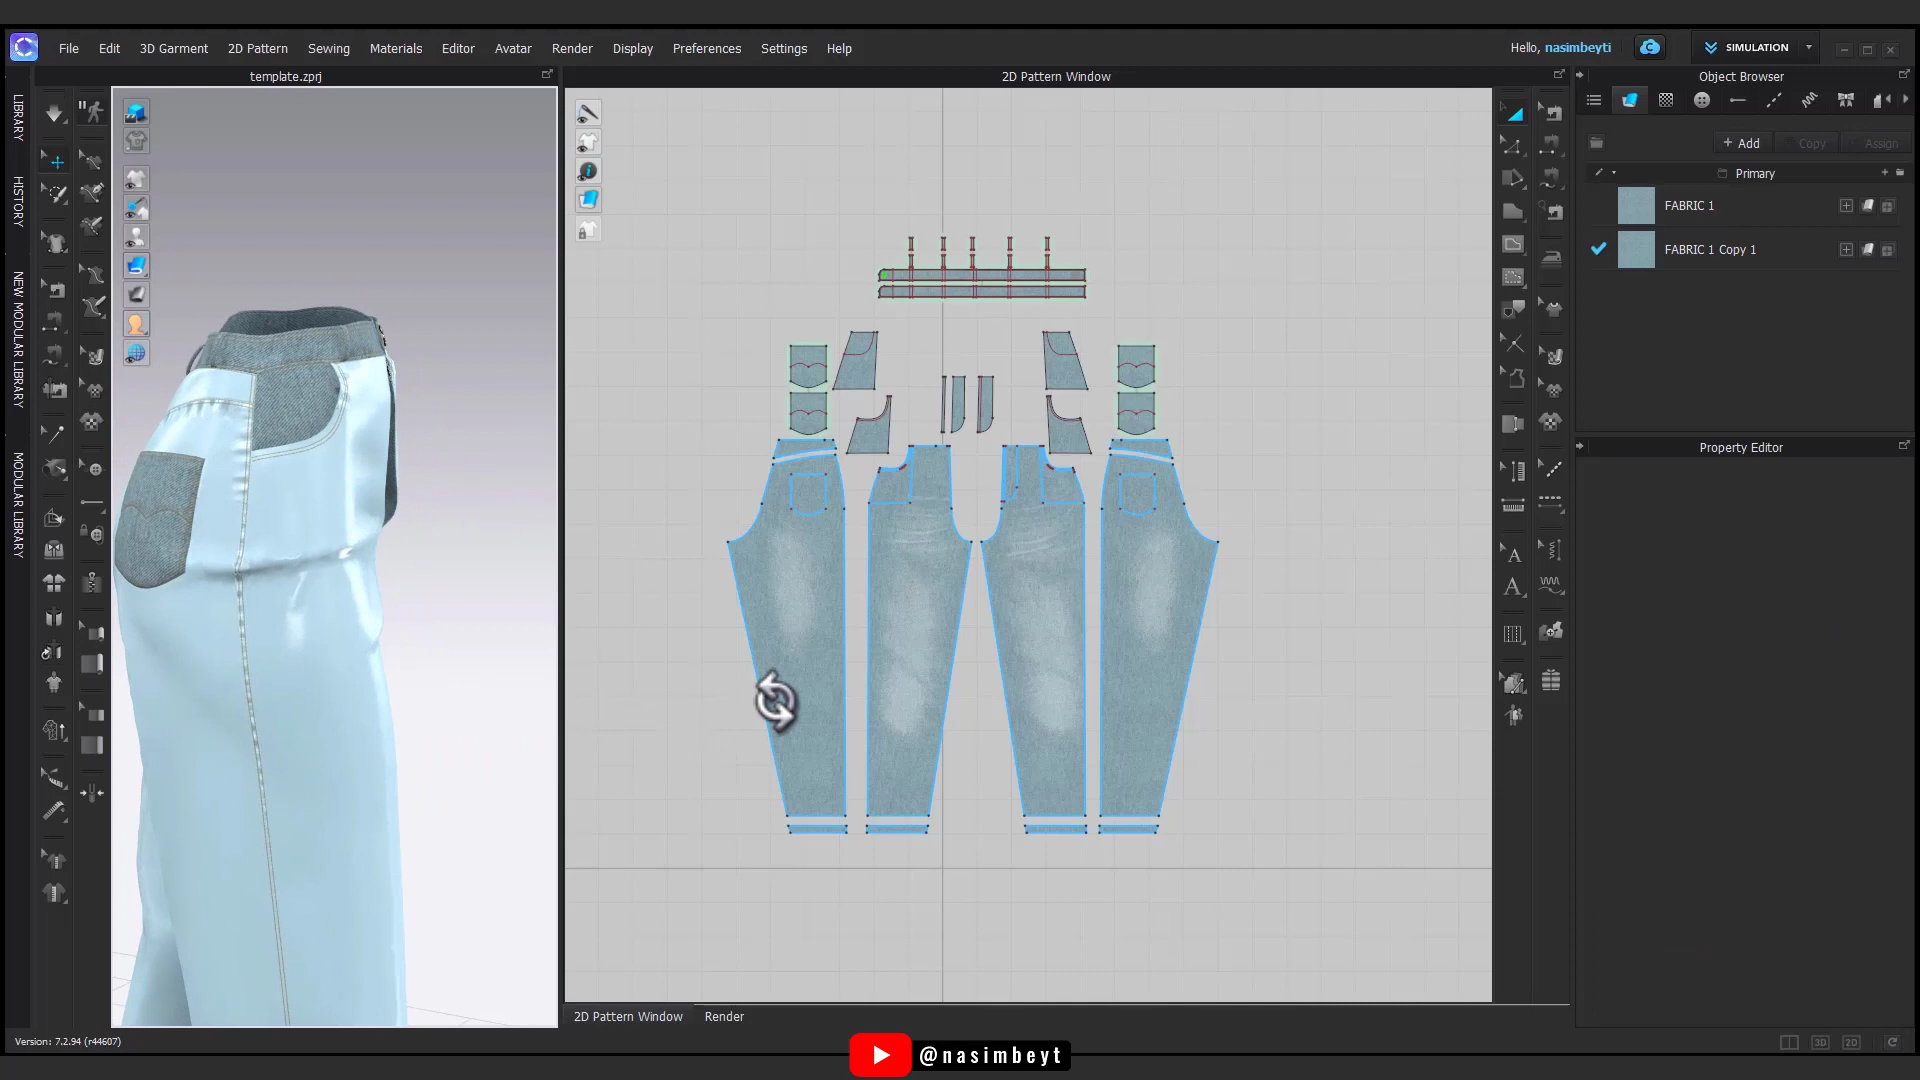 File Edit 3D Garment 2D Pattern Sewing Materials Editor Avatar Render Display Preferences Settings Help
Hello, nasimbeyti
SIMULATION
template.zprj
2D Pattern Window
Object Browser
LIBRARY
HISTORY
NEW MODULAR LIBRARY
MODULAR LIBRARY
+ Add Copy Assign
Primary
FABRIC 1
FABRIC 1 Copy 1
Property Editor
2D Pattern Window Render
Version: 7.2.94 (r44607)
3D 2D
@nasimbeyt